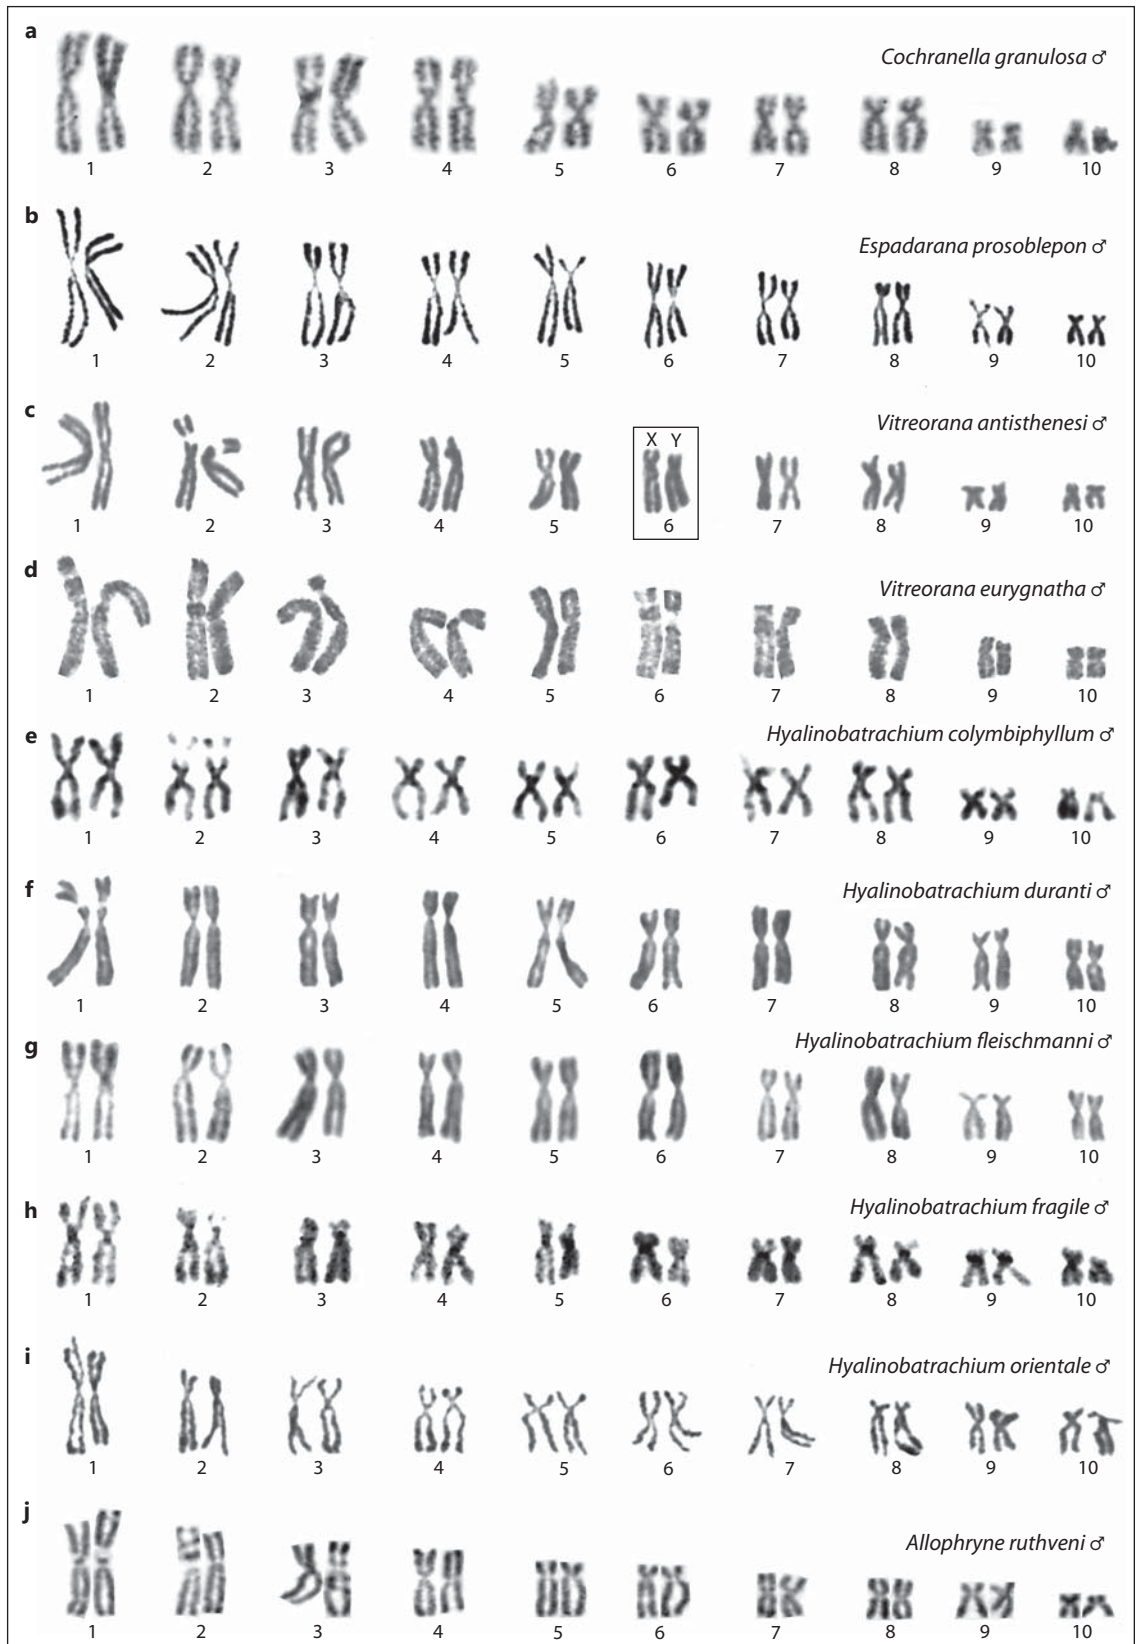 a
Cochranella granulosa ♂
1 2 3 4 5 6 7 8 9 10
b
Espadarana prosoblepon ♂
1 2 3 4 5 6 7 8 9 10
c
Vitreorana antisthenesi ♂
X Y
1 2 3 4 5 6 7 8 9 10
d
Vitreorana eurygnatha ♂
1 2 3 4 5 6 7 8 9 10
e
Hyalinobatrachium colymbiphyllum ♂
1 2 3 4 5 6 7 8 9 10
f
Hyalinobatrachium duranti ♂
1 2 3 4 5 6 7 8 9 10
g
Hyalinobatrachium fleischmanni ♂
1 2 3 4 5 6 7 8 9 10
h
Hyalinobatrachium fragile ♂
1 2 3 4 5 6 7 8 9 10
i
Hyalinobatrachium orientale ♂
1 2 3 4 5 6 7 8 9 10
j
Allophryne ruthveni ♂
1 2 3 4 5 6 7 8 9 10